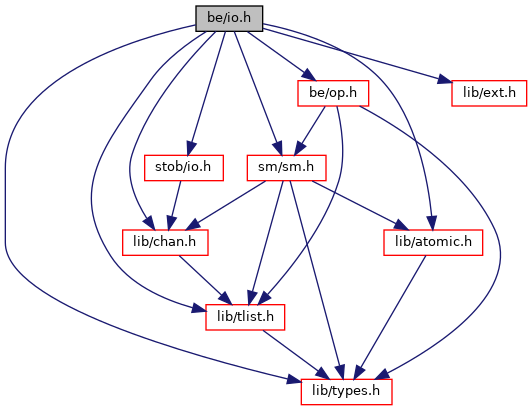 be/io.h
be/op.h
lib/ext.h
stob/io.h
sm/sm.h
lib/chan.h
lib/atomic.h
lib/tlist.h
lib/types.h